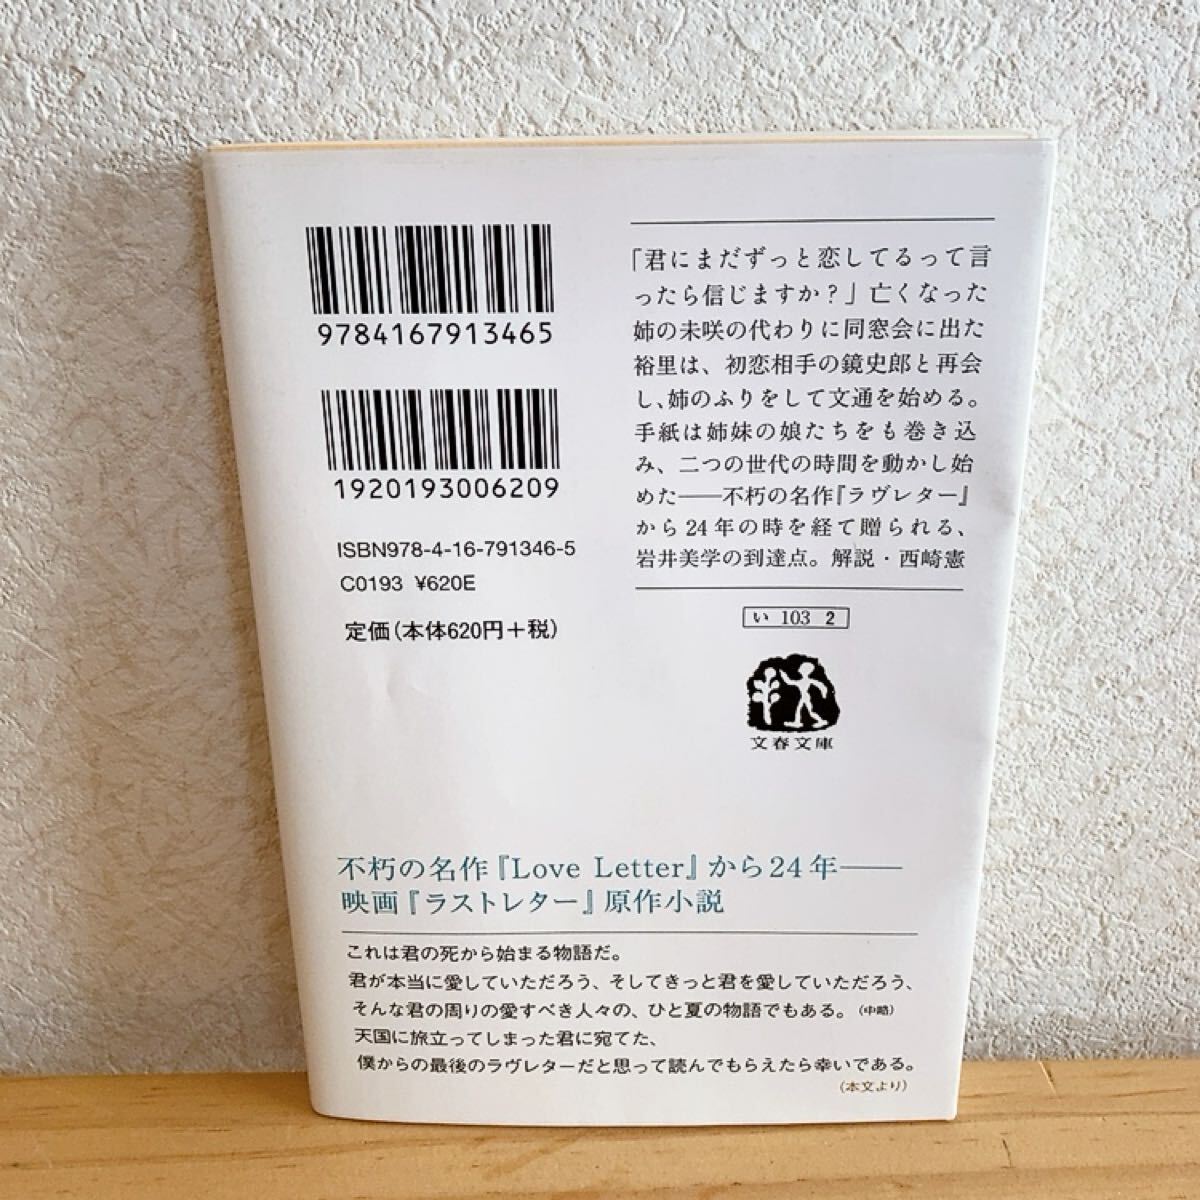 9784167913465
1920193006209
ISBN978-4-16-791346-5
C0193 ¥620E
定価(本体620円+税)
「君にまだずっと恋してるって言
ったら信じますか?」亡くなった
姉の未咲の代わりに同窓会に出た
裕里は、初恋相手の鏡史郎と再会
し、姉のふりをして文通を始める。
手紙は姉妹の娘たちをも巻き込
み、二つの世代の時間を動かし始
めた——不朽の名作『ラヴレター』
から24年の時を経て贈られる、
岩井美学の到達点。解説・西崎憲
い 103 2
文春文庫
不朽の名作『Love Letter』から24年——
映画『ラストレター』原作小説
これは君の死から始まる物語だ。
君が本当に愛していただろう、そしてきっと君を愛していただろう、
そんな君の周りの愛すべき人々の、ひと夏の物語でもある。(中略)
天国に旅立ってしまった君に宛てた、
僕からの最後のラヴレターだと思って読んでもらえたら幸いである。
(本文より)